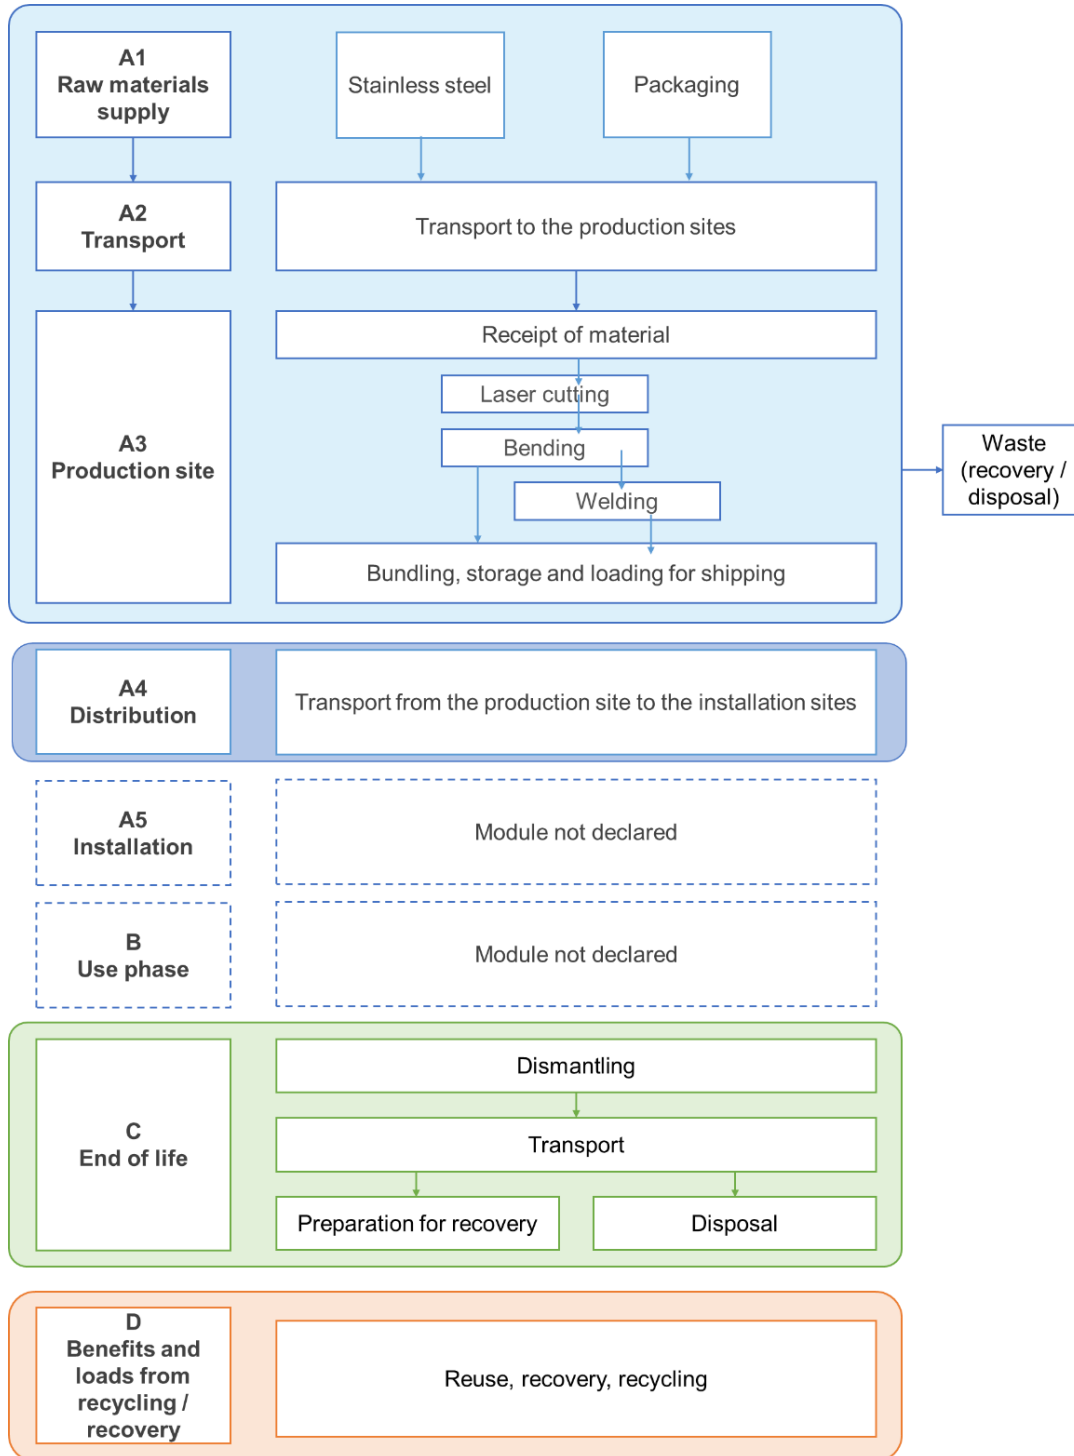 A1
Raw materials
supply
Stainless steel
Packaging
A2
Transport
Transport to the production sites
A3
Production site
Receipt of material
Laser cutting
Bending
Welding
Bundling, storage and loading for shipping
Waste
(recovery /
disposal)
A4
Distribution
Transport from the production site to the installation sites
A5
Installation
Module not declared
B
Use phase
Module not declared
C
End of life
Dismantling
Transport
Preparation for recovery
Disposal
D
Benefits and
loads from
recycling /
recovery
Reuse, recovery, recycling